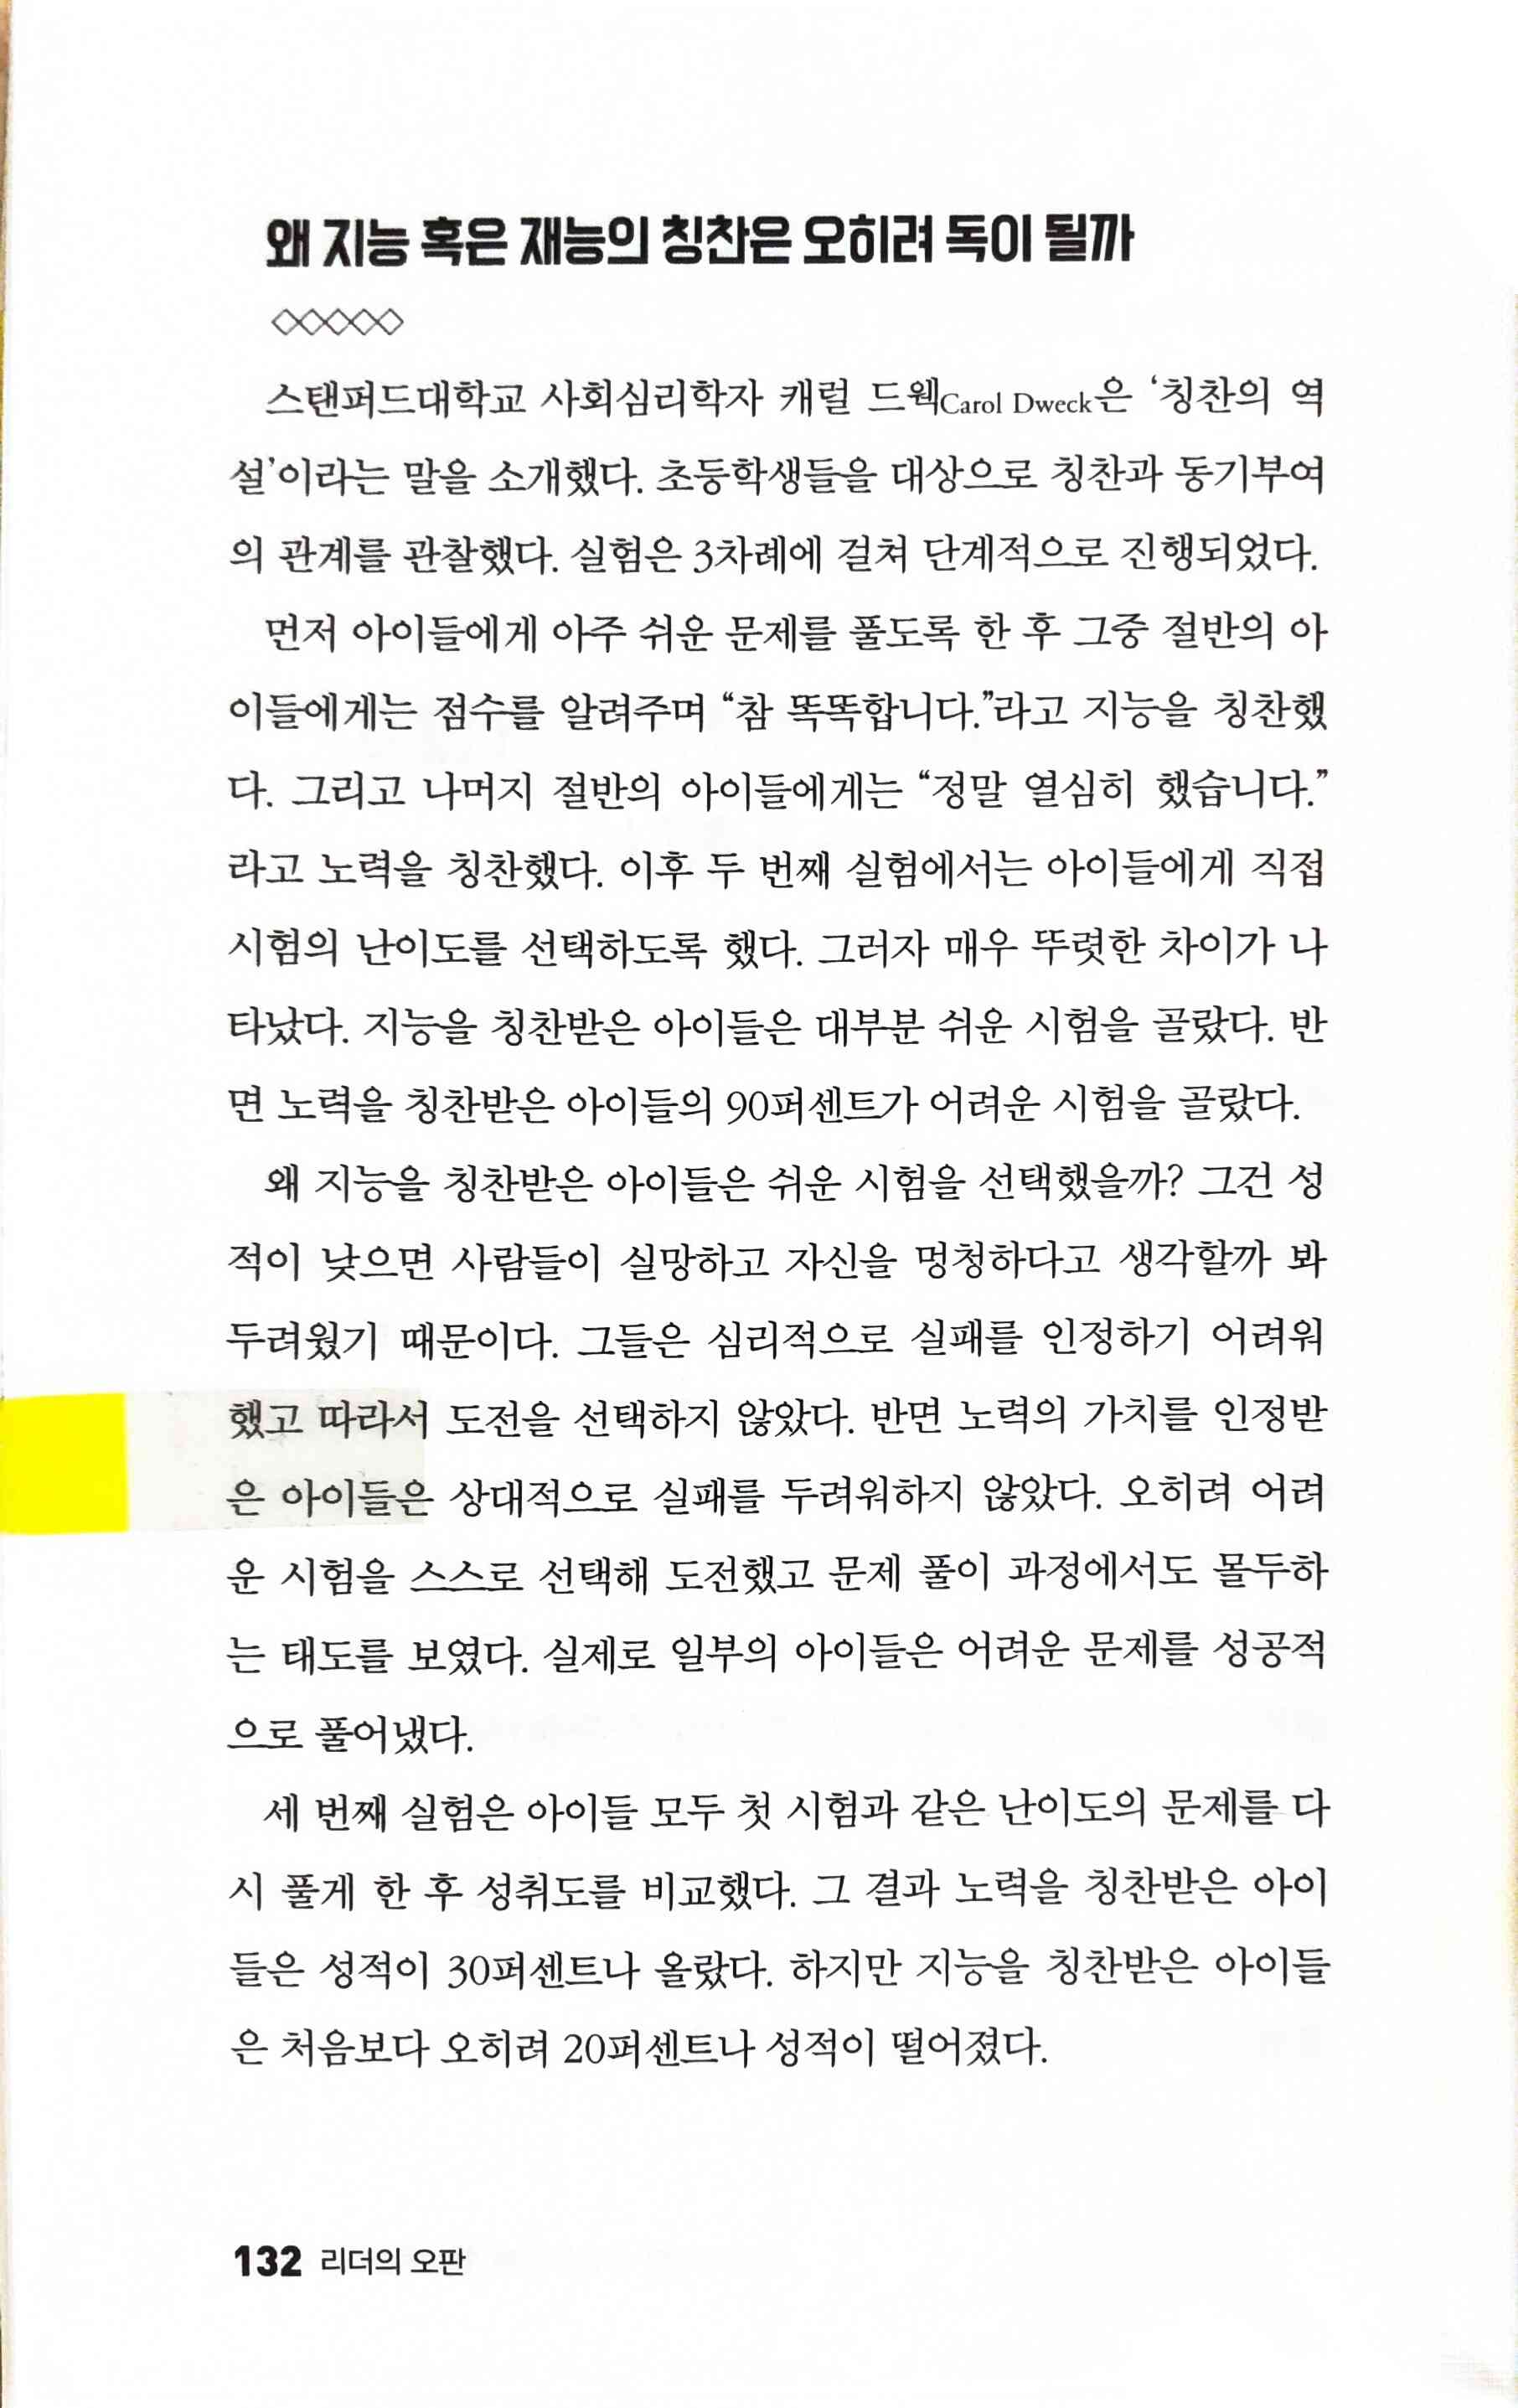 왜 지능 혹은 재능의 칭찬은 오히려 독이 될까
스탠퍼드대학교 사회심리학자 캐럴 드웩Carol Dweck은 ‘칭찬의 역
설’이라는 말을 소개했다. 초등학생들을 대상으로 칭찬과 동기부여
의 관계를 관찰했다. 실험은 3차례에 걸쳐 단계적으로 진행되었다.
먼저 아이들에게 아주 쉬운 문제를 풀도록 한 후 그중 절반의 아
이들에게는 점수를 알려주며 “참 똑똑합니다.”라고 지능을 칭찬했
다. 그리고 나머지 절반의 아이들에게는 “정말 열심히 했습니다.”
라고 노력을 칭찬했다. 이후 두 번째 실험에서는 아이들에게 직접
시험의 난이도를 선택하도록 했다. 그러자 매우 뚜렷한 차이가 나
타났다. 지능을 칭찬받은 아이들은 대부분 쉬운 시험을 골랐다. 반
면 노력을 칭찬받은 아이들의 90퍼센트가 어려운 시험을 골랐다.
왜 지능을 칭찬받은 아이들은 쉬운 시험을 선택했을까? 그건 성
적이 낮으면 사람들이 실망하고 자신을 멍청하다고 생각할까 봐
두려웠기 때문이다. 그들은 심리적으로 실패를 인정하기 어려워
했고 따라서 도전을 선택하지 않았다. 반면 노력의 가치를 인정받
은 아이들은 상대적으로 실패를 두려워하지 않았다. 오히려 어려
운 시험을 스스로 선택해 도전했고 문제 풀이 과정에서도 몰두하
는 태도를 보였다. 실제로 일부의 아이들은 어려운 문제를 성공적
으로 풀어냈다.
세 번째 실험은 아이들 모두 첫 시험과 같은 난이도의 문제를 다
시 풀게 한 후 성취도를 비교했다. 그 결과 노력을 칭찬받은 아이
들은 성적이 30퍼센트나 올랐다. 하지만 지능을 칭찬받은 아이들
은 처음보다 오히려 20퍼센트나 성적이 떨어졌다.
132 리더의 오판